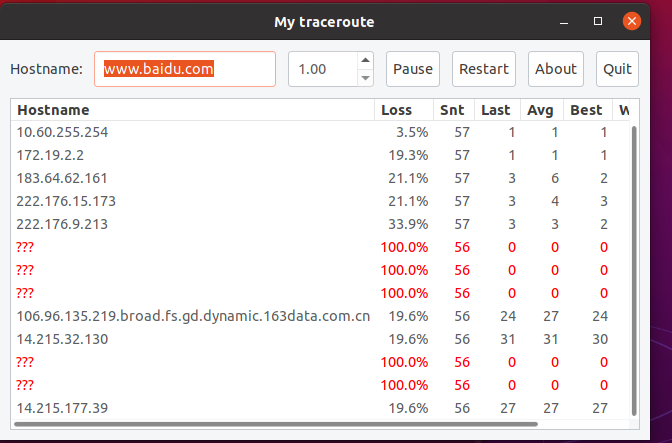 My traceroute
Hostname: www.baidu.com 1.00 Pause Restart About Quit
Hostname Loss Snt Last Avg Best W
10.60.255.254 3.5% 57 1 1 1
172.19.2.2 19.3% 57 1 1 1
183.64.62.161 21.1% 57 3 6 2
222.176.15.173 21.1% 57 3 4 3
222.176.9.213 33.9% 57 3 3 2
??? 100.0% 56 0 0 0
??? 100.0% 56 0 0 0
??? 100.0% 56 0 0 0
106.96.135.219.broad.fs.gd.dynamic.163data.com.cn 19.6% 56 24 27 24
14.215.32.130 19.6% 56 31 31 30
??? 100.0% 56 0 0 0
??? 100.0% 56 0 0 0
14.215.177.39 19.6% 56 27 27 27